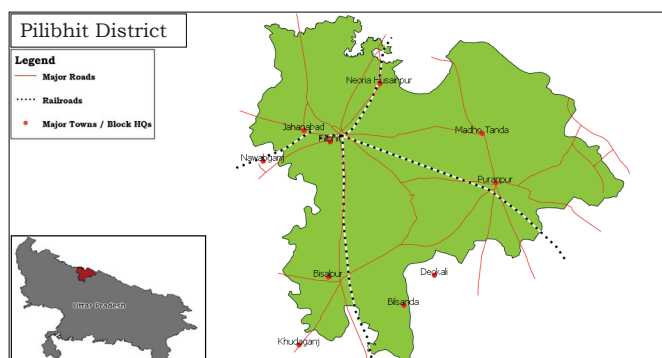 Pilibhit District
Legend
Major Roads
Railroads
Major Towns / Block HQs
Neoria Husainpur
Jahanabad
Madho Tanda
Nawabganj
Puranpur
Bisalpur
Deokali
Bilsanda
Khudaganj
Uttar Pradesh